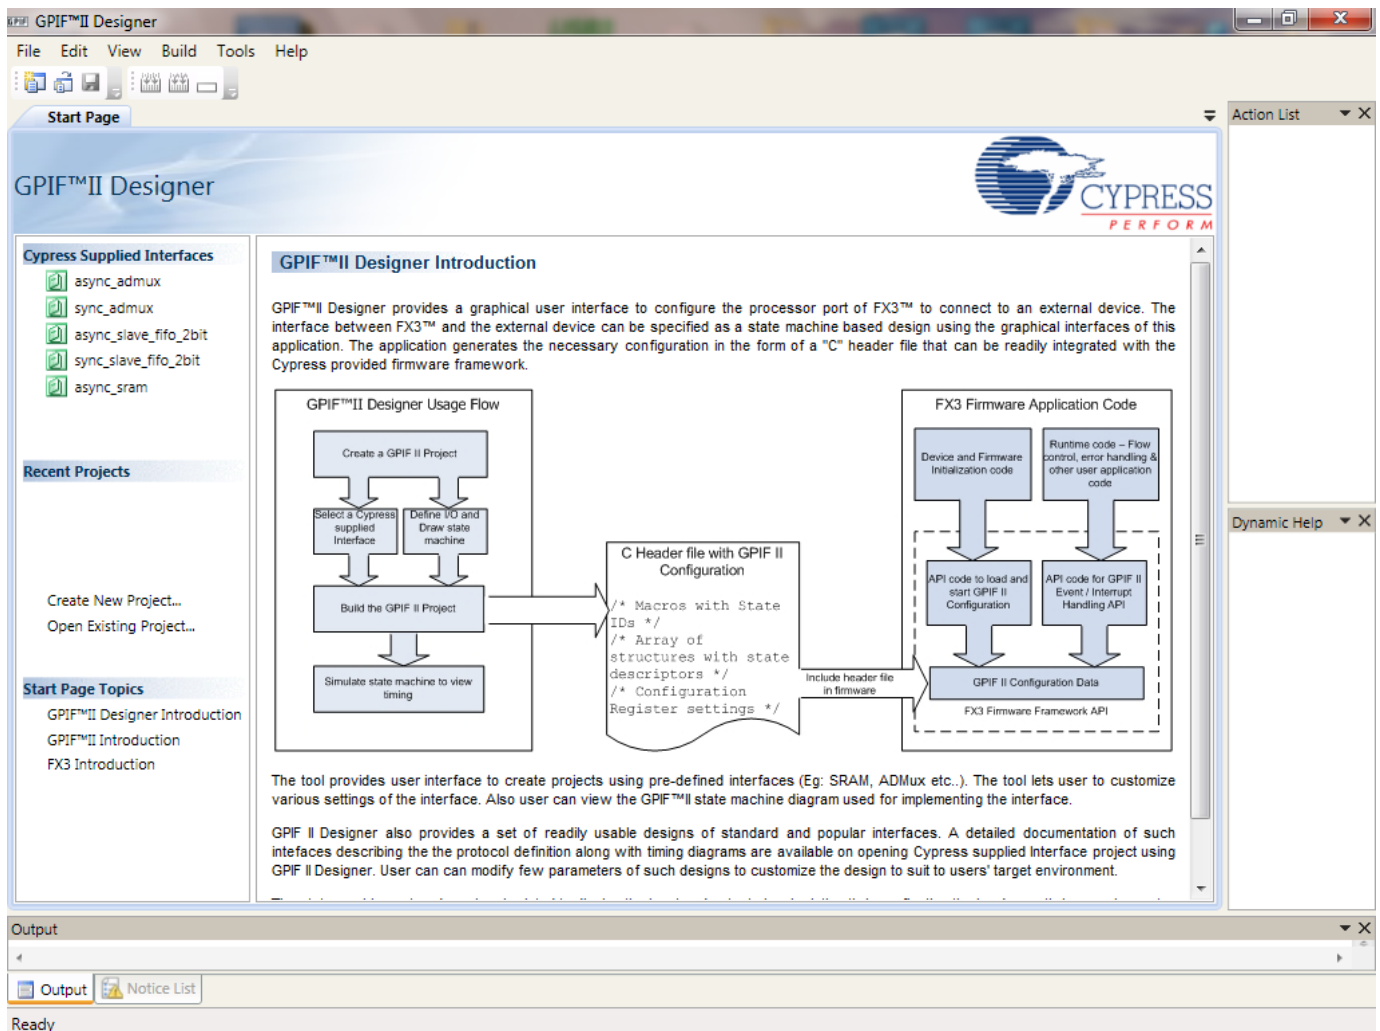 GPIF™II Designer
File Edit View Build Tools Help
Start Page
Action List
GPIF™II Designer
CYPRESS
PERFORM
Cypress Supplied Interfaces
async_admux
sync_admux
async_slave_fifo_2bit
sync_slave_fifo_2bit
async_sram
Recent Projects
Create New Project...
Open Existing Project...
Start Page Topics
GPIF™II Designer Introduction
GPIF™II Introduction
FX3 Introduction
GPIF™II Designer Introduction
GPIF™II Designer provides a graphical user interface to configure the processor port of FX3™ to connect to an external device. The
interface between FX3™ and the external device can be specified as a state machine based design using the graphical interfaces of this
application. The application generates the necessary configuration in the form of a "C" header file that can be readily integrated with the
Cypress provided firmware framework.
GPIF™II Designer Usage Flow
Create a GPIF II Project
Select a Cypress
supplied
Interface
Define I/O and
Draw state
machine
Build the GPIF II Project
Simulate state machine to view
timing
C Header file with GPIF II
Configuration
/* Macros with State
IDs */
/* Array of
structures with state
descriptors */
/* Configuration
Register settings */
Include header file
in firmware
FX3 Firmware Application Code
Device and Firmware
Initialization code
Runtime code – Flow
control, error handling &
other user application
code
API code to load and
start GPIF II
Configuration
API code for GPIF II
Event / Interrupt
Handling API
GPIF II Configuration Data
FX3 Firmware Framework API
The tool provides user interface to create projects using pre-defined interfaces (Eg: SRAM, ADMux etc..). The tool lets user to customize
various settings of the interface. Also user can view the GPIF™II state machine diagram used for implementing the interface.
GPIF II Designer also provides a set of readily usable designs of standard and popular interfaces. A detailed documentation of such
intefaces describing the the protocol definition along with timing diagrams are available on opening Cypress supplied Interface project using
GPIF II Designer. User can can modify few parameters of such designs to customize the design to suit to users' target environment.
Dynamic Help
Output
Output
Notice List
Ready